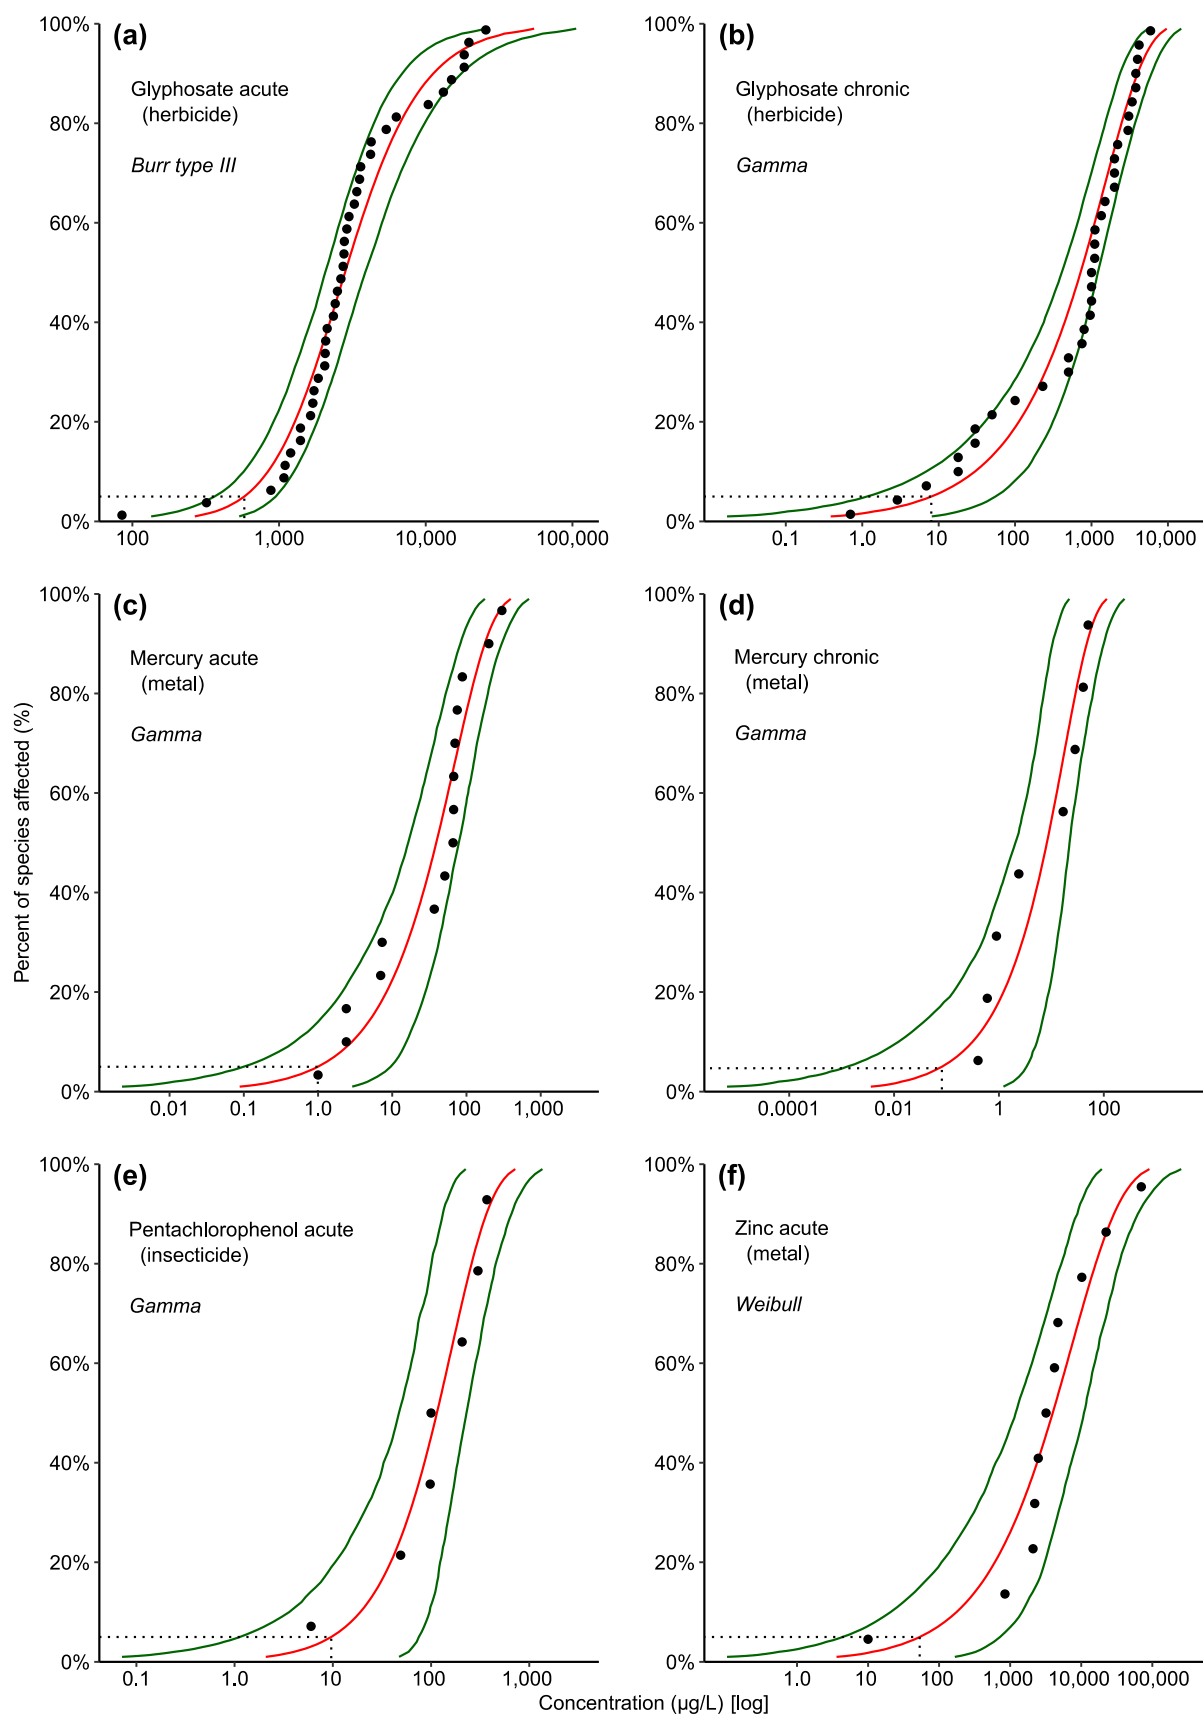 (a)
Glyphosate acute
(herbicide)
Burr type III
100%
80%
60%
40%
20%
0%
100
1,000
10,000
100,000
(b)
Glyphosate chronic
(herbicide)
Gamma
100%
80%
60%
40%
20%
0%
0.1
1.0
10
100
1,000
10,000
Percent of species affected (%)
(c)
Mercury acute
(metal)
Gamma
100%
80%
60%
40%
20%
0%
0.01
0.1
1.0
10
100
1,000
(d)
Mercury chronic
(metal)
Gamma
100%
80%
60%
40%
20%
0%
0.0001
0.01
1
100
(e)
Pentachlorophenol acute
(insecticide)
Gamma
100%
80%
60%
40%
20%
0%
0.1
1.0
10
100
1,000
(f)
Zinc acute
(metal)
Weibull
100%
80%
60%
40%
20%
0%
1.0
10
100
1,000
10,000
100,000
Concentration (µg/L) [log]